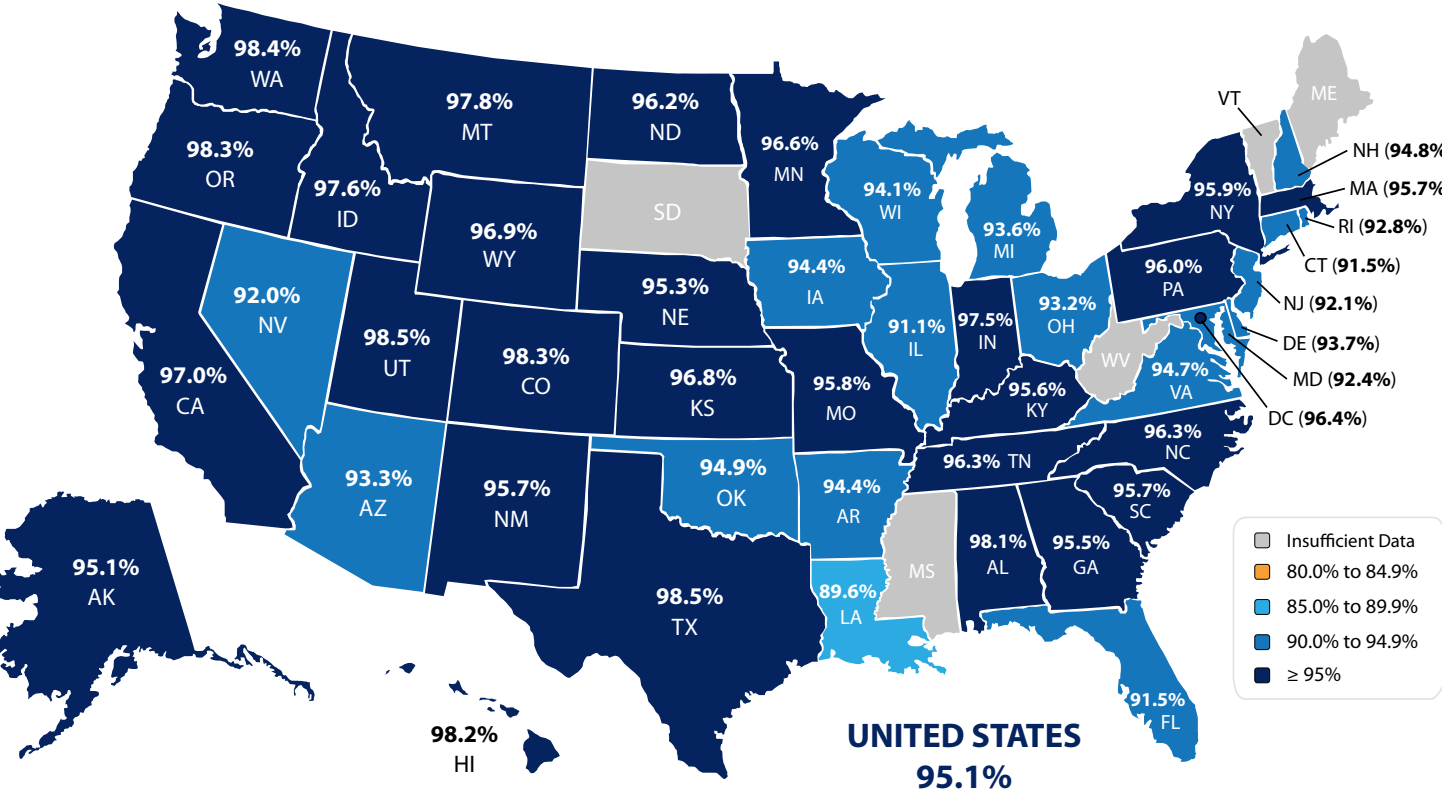 98.4%
WA
98.3%
OR
97.6%
ID
97.8%
MT
96.2%
ND
96.6%
MN
SD
96.9%
WY
95.3%
NE
92.0%
NV
98.5%
UT
98.3%
CO
96.8%
KS
97.0%
CA
93.3%
AZ
95.7%
NM
94.9%
OK
98.5%
TX
94.1%
WI
93.6%
MI
94.4%
IA
91.1%
IL
97.5%
IN
93.2%
OH
95.8%
MO
95.6%
KY
WV
94.7%
VA
96.3% TN
96.3%
NC
95.7%
SC
94.4%
AR
MS
98.1%
AL
95.5%
GA
89.6%
LA
91.5%
FL
95.9%
NY
96.0%
PA
VT
ME
NH (94.8%
MA (95.7%
RI (92.8%)
CT (91.5%)
NJ (92.1%)
DE (93.7%)
MD (92.4%)
DC (96.4%)
95.1%
AK
98.2%
HI
Insufficient Data
80.0% to 84.9%
85.0% to 89.9%
90.0% to 94.9%
≥ 95%
UNITED STATES
95.1%